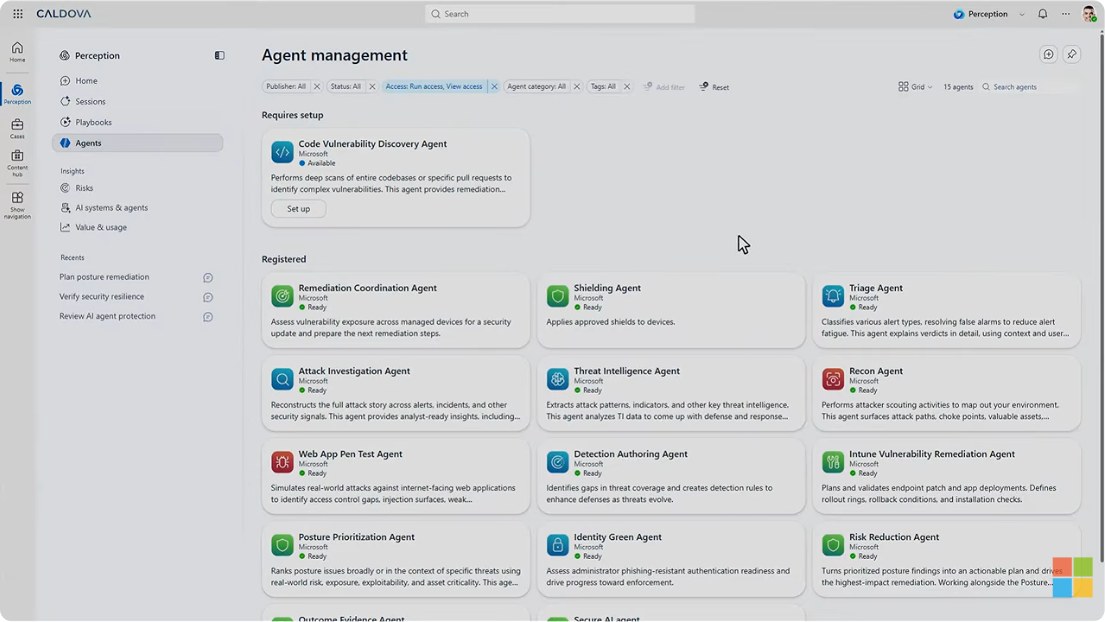 CALDOVA
Search
Perception
Home
Perception
Cases
Content
hub
Show
navigation
Perception
Home
Sessions
Playbooks
Agents
Insights
Risks
AI systems & agents
Value & usage
Recents
Plan posture remediation
Verify security resilience
Review AI agent protection
Agent management
Publisher: All
Status: All
Access: Run access, View access
Agent category: All
Tags: All
Add filter
Reset
Grid
15 agents
Search agents
Requires setup
Code Vulnerability Discovery Agent
Microsoft
Available
Performs deep scans of entire codebases or specific pull requests to
identify complex vulnerabilities. This agent provides remediation...
Set up
Registered
Remediation Coordination Agent
Microsoft
Ready
Assess vulnerability exposure across managed devices for a security
update and prepare the next remediation steps.
Shielding Agent
Microsoft
Ready
Applies approved shields to devices.
Triage Agent
Microsoft
Ready
Classifies various alert types, resolving false alarms to reduce alert
fatigue. This agent explains verdicts in detail, using context and user...
Attack Investigation Agent
Microsoft
Ready
Reconstructs the full attack story across alerts, incidents, and other
security signals. This agent provides analyst-ready insights, including...
Threat Intelligence Agent
Microsoft
Ready
Extracts attack patterns, indicators, and other key threat intelligence.
This agent analyzes TI data to come up with defense and response...
Recon Agent
Microsoft
Ready
Performs attacker scouting activities to map out your environment.
This agent surfaces attack paths, choke points, valuable assets,...
Web App Pen Test Agent
Microsoft
Ready
Simulates real-world attacks against internet-facing web applications
to identify access control gaps, injection surfaces, weak...
Detection Authoring Agent
Microsoft
Ready
Identifies gaps in threat coverage and creates detection rules to
enhance defenses as threats evolve.
Intune Vulnerability Remediation Agent
Microsoft
Ready
Plans and validates endpoint patch and app deployments. Defines
rollout rings, rollback conditions, and installation checks.
Posture Prioritization Agent
Microsoft
Ready
Ranks posture issues broadly or in the context of specific threats using
real-world risk, exposure, exploitability, and asset criticality. This age...
Identity Green Agent
Microsoft
Ready
Assess administrator phishing-resistant authentication readiness and
drive progress toward enforcement.
Risk Reduction Agent
Microsoft
Ready
Turns prioritized posture findings into an actionable plan and drives
the highest-impact remediation. Working alongside the Posture...
Outcome Evidence Agent
Secure AI agent